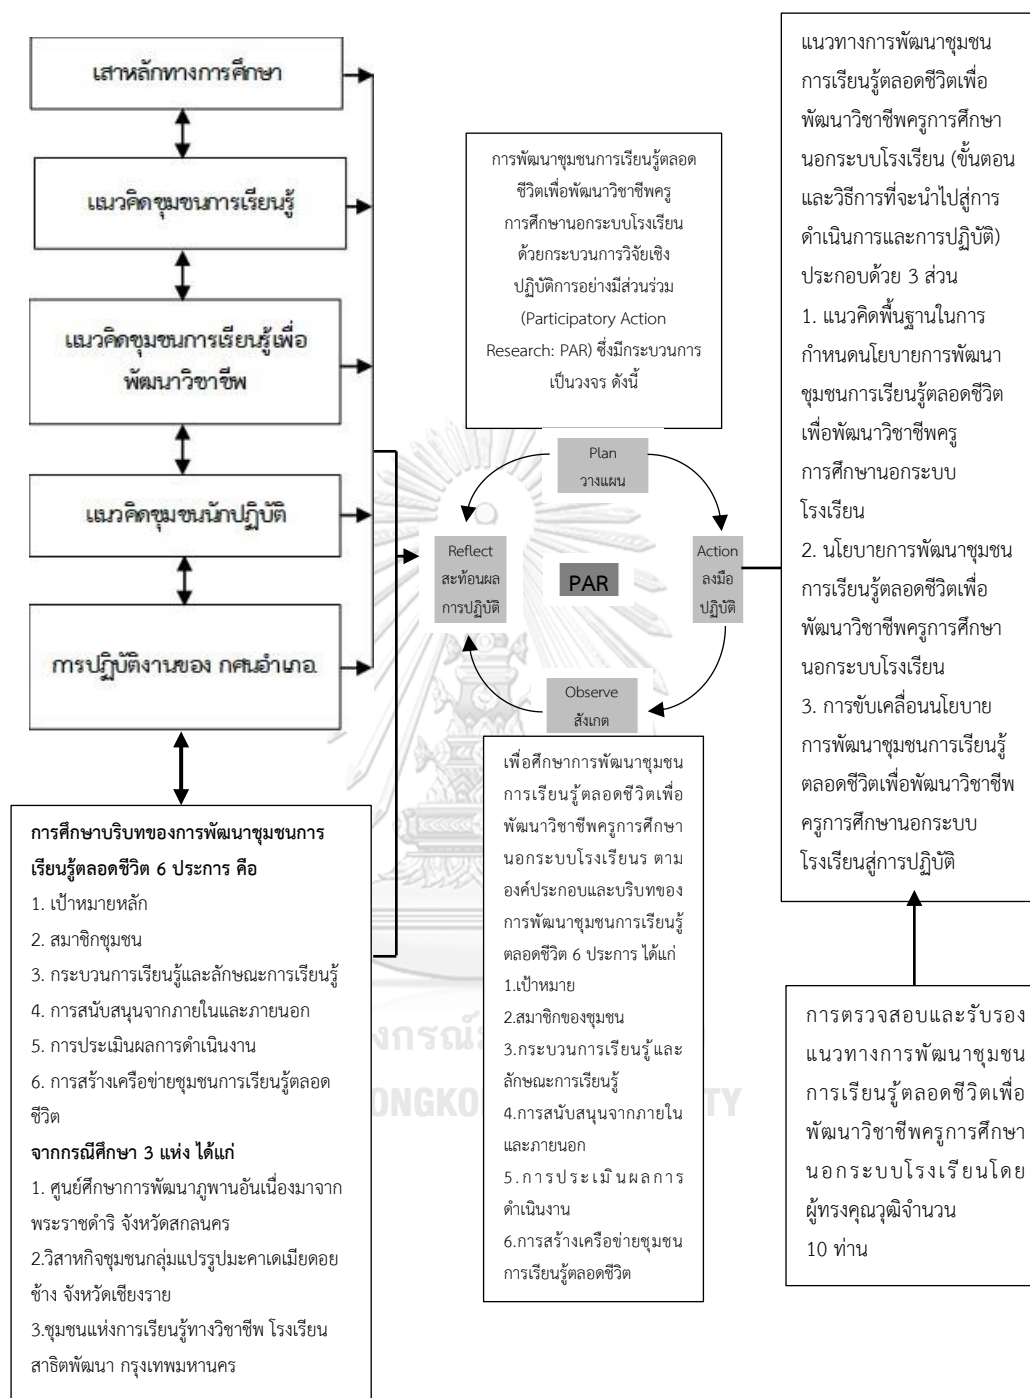 เสาหลักทางการศึกษา
แนวคิดชุมชนการเรียนรู้
แนวคิดชุมชนการเรียนรู้เพื่อ
พัฒนาวิชาชีพ
แนวคิดชุมชนนักปฏิบัติ
การปฏิบัติงานของ กศนอำเภอ
การศึกษาบริบทของการพัฒนาชุมชนการ
เรียนรู้ตลอดชีวิต 6 ประการ คือ
1. เป้าหมายหลัก
2. สมาชิกชุมชน
3. กระบวนการเรียนรู้และลักษณะการเรียนรู้
4. การสนับสนุนจากภายในและภายนอก
5. การประเมินผลการดำเนินงาน
6. การสร้างเครือข่ายชุมชนการเรียนรู้ตลอด
ชีวิต
จากกรณีศึกษา 3 แห่ง ได้แก่
1. ศูนย์ศึกษาการพัฒนาภูพานอันเนื่องมาจาก
พระราชดำริ จังหวัดสกลนคร
2.วิสาหกิจชุมชนกลุ่มแปรรูปมะคาเดเมียดอย
ช้าง จังหวัดเชียงราย
3.ชุมชนแห่งการเรียนรู้ทางวิชาชีพ โรงเรียน
สาธิตพัฒนา กรุงเทพมหานคร
การพัฒนาชุมชนการเรียนรู้ตลอด
ชีวิตเพื่อพัฒนาวิชาชีพครู
การศึกษานอกระบบโรงเรียน
ด้วยกระบวนการวิจัยเชิง
ปฏิบัติการอย่างมีส่วนร่วม
(Participatory Action
Research: PAR) ซึ่งมีกระบวนการ
เป็นวงจร ดังนี้
Plan
วางแผน
Reflect
สะท้อนผล
การปฏิบัติ
PAR
Action
ลงมือ
ปฏิบัติ
Observe
สังเกต
เพื่อศึกษาการพัฒนาชุมชน
การเรียนรู้ตลอดชีวิตเพื่อ
พัฒนาวิชาชีพครูการศึกษา
นอกระบบโรงเรียนร ตาม
องค์ประกอบและบริบทของ
การพัฒนาชุมชนการเรียนรู้
ตลอดชีวิต 6 ประการ ได้แก่
1.เป้าหมาย
2.สมาชิกของชุมชน
3.กระบวนการเรียนรู้และ
ลักษณะการเรียนรู้
4.การสนับสนุนจากภายใน
และภายนอก
5.การประเมินผลการ
ดำเนินงาน
6.การสร้างเครือข่ายชุมชน
การเรียนรู้ตลอดชีวิต
แนวทางการพัฒนาชุมชน
การเรียนรู้ตลอดชีวิตเพื่อ
พัฒนาวิชาชีพครูการศึกษา
นอกระบบโรงเรียน (ขั้นตอน
และวิธีการที่จะนำไปสู่การ
ดำเนินการและการปฏิบัติ)
ประกอบด้วย 3 ส่วน
1. แนวคิดพื้นฐานในการ
กำหนดนโยบายการพัฒนา
ชุมชนการเรียนรู้ตลอดชีวิต
เพื่อพัฒนาวิชาชีพครู
การศึกษานอกระบบ
โรงเรียน
2. นโยบายการพัฒนาชุมชน
การเรียนรู้ตลอดชีวิตเพื่อ
พัฒนาวิชาชีพครูการศึกษา
นอกระบบโรงเรียน
3. การขับเคลื่อนนโยบาย
การพัฒนาชุมชนการเรียนรู้
ตลอดชีวิตเพื่อพัฒนาวิชาชีพ
ครูการศึกษานอกระบบ
โรงเรียนสู่การปฏิบัติ
การตรวจสอบและรับรอง
แนวทางการพัฒนาชุมชน
การเรียนรู้ตลอดชีวิตเพื่อ
พัฒนาวิชาชีพครูการศึกษา
นอกระบบโรงเรียนโดย
ผู้ทรงคุณวุฒิจำนวน
10 ท่าน